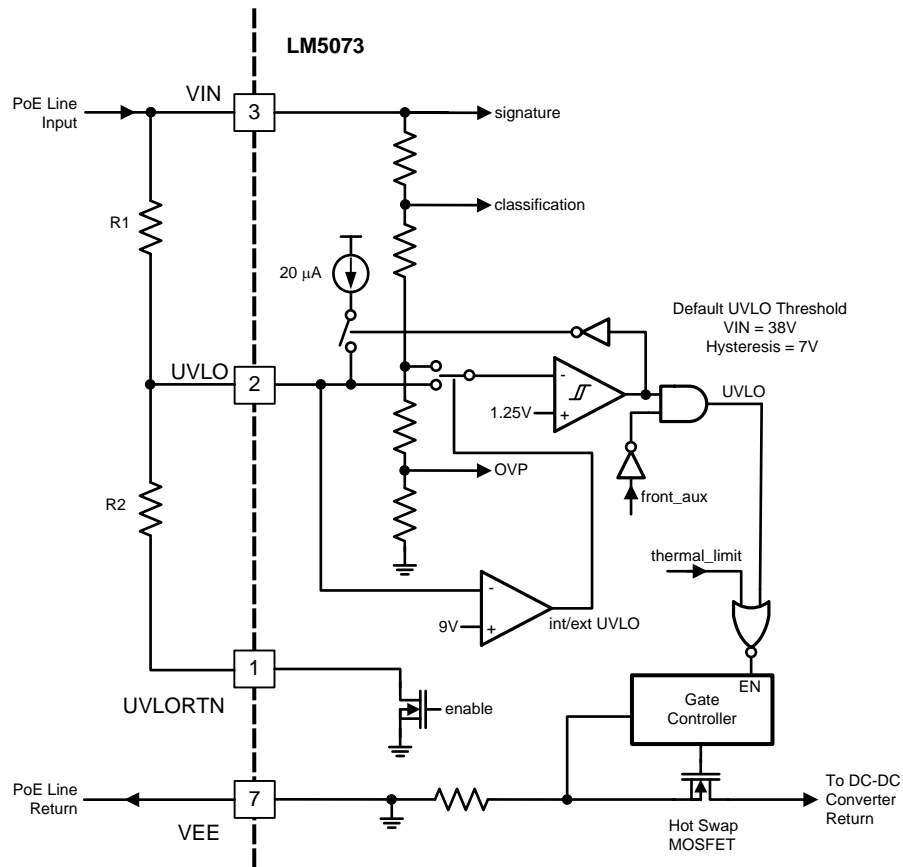 LM5073
VIN
PoE Line
Input
3
signature
classification
R1
20 μA
Default UVLO Threshold
VIN = 38V
Hysteresis = 7V
UVLO
2
-
1.25V
+
UVLO
OVP
front_aux
R2
thermal_limit
-
9V
+
int/ext UVLO
1
UVLORTN
enable
EN
Gate
Controller
PoE Line
Return
7
VEE
To DC-DC
Converter
Return
Hot Swap
MOSFET